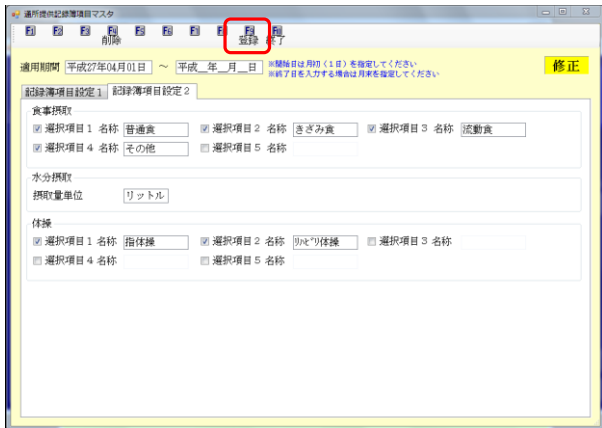 通所提供記録簿項目マスタ
削除 登録 終了
適用期間 平成27年04月01日 ～ 平成__年__月__日 ※開始日は月初（1日）を指定してください
※終了日を入力する場合は月末を指定してください
修正
記録簿項目設定1 記録簿項目設定2
食事摂取
選択項目1 名称 普通食 選択項目2 名称 きざみ食 選択項目3 名称 流動食
選択項目4 名称 その他 選択項目5 名称
水分摂取
摂取量単位 リットル
体操
選択項目1 名称 指体操 選択項目2 名称 ﾘﾊﾋﾞﾘ体操 選択項目3 名称
選択項目4 名称 選択項目5 名称